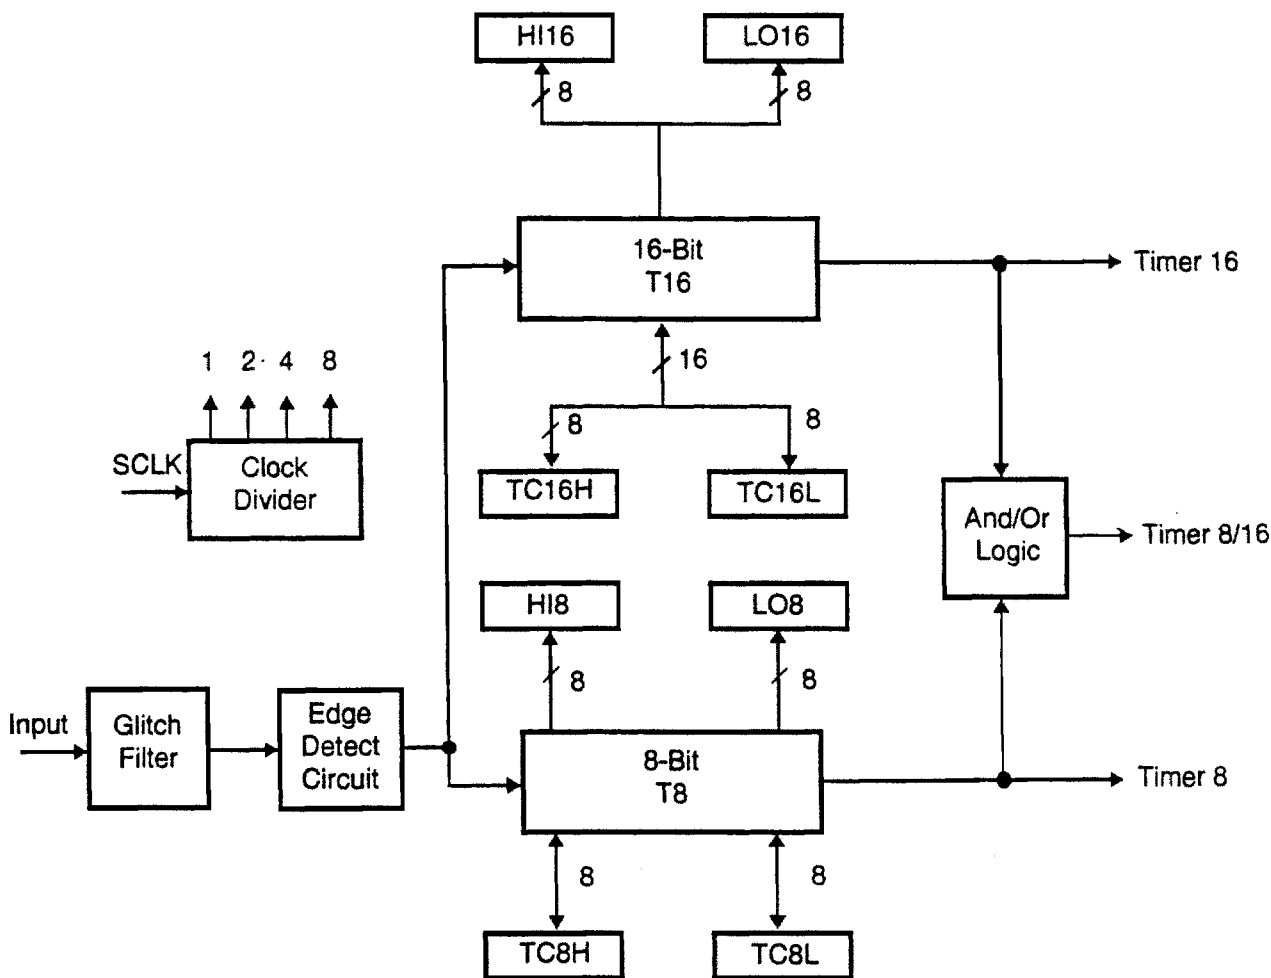 HI16
LO16
8
8
16-Bit
T16
Timer 16
16
1
2
4
8
8
8
SCLK
Clock
Divider
TC16H
TC16L
And/Or
Logic
Timer 8/16
HI8
LO8
8
8
Input
Glitch
Filter
Edge
Detect
Circuit
8-Bit
T8
Timer 8
8
8
TC8H
TC8L